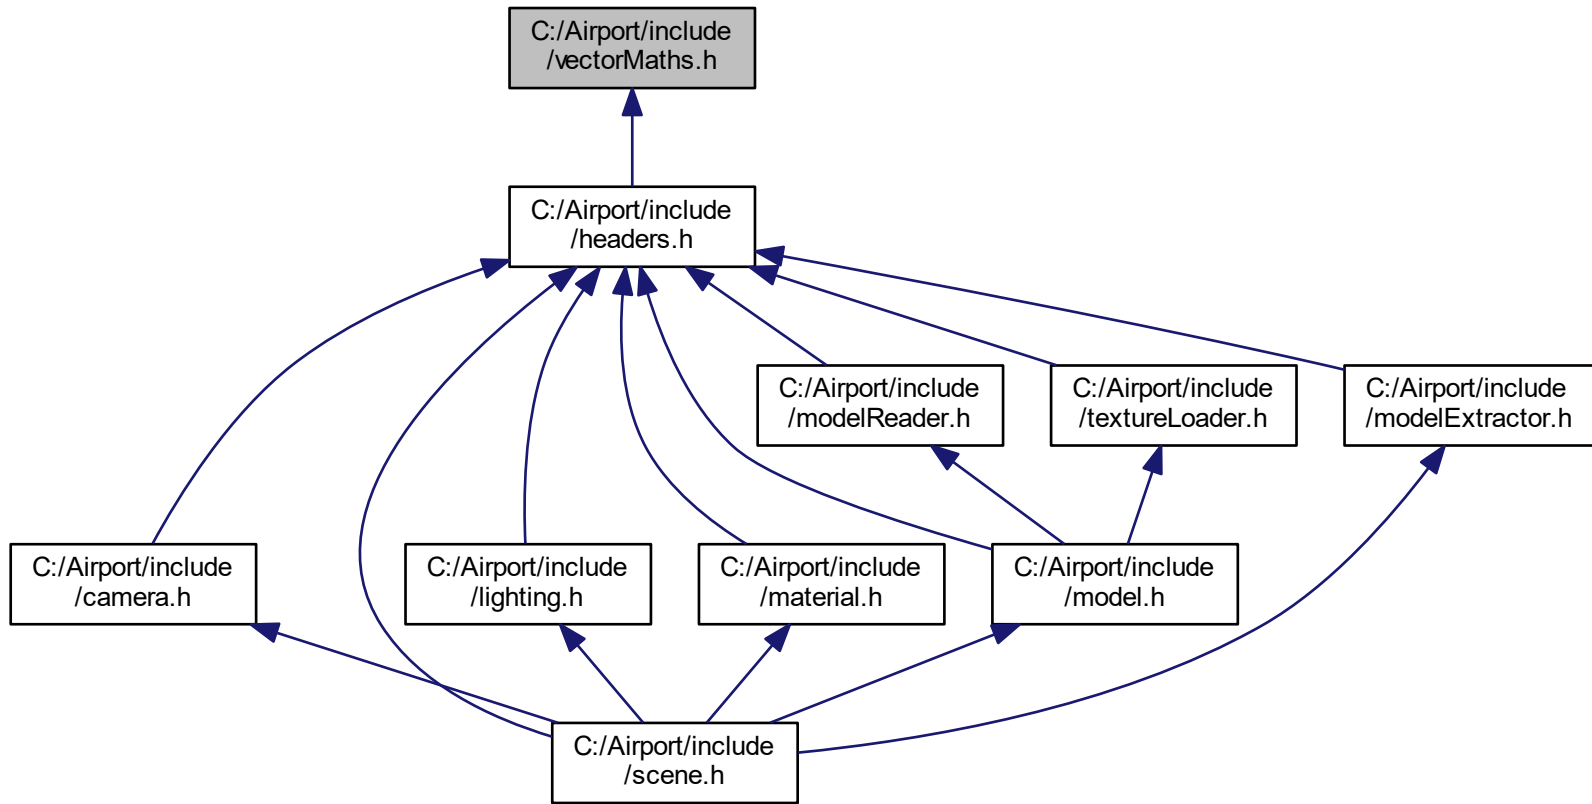 C:/Airport/include
/vectorMaths.h
C:/Airport/include
/headers.h
C:/Airport/include
/modelReader.h
C:/Airport/include
/textureLoader.h
C:/Airport/include
/modelExtractor.h
C:/Airport/include
/camera.h
C:/Airport/include
/lighting.h
C:/Airport/include
/material.h
C:/Airport/include
/model.h
C:/Airport/include
/scene.h